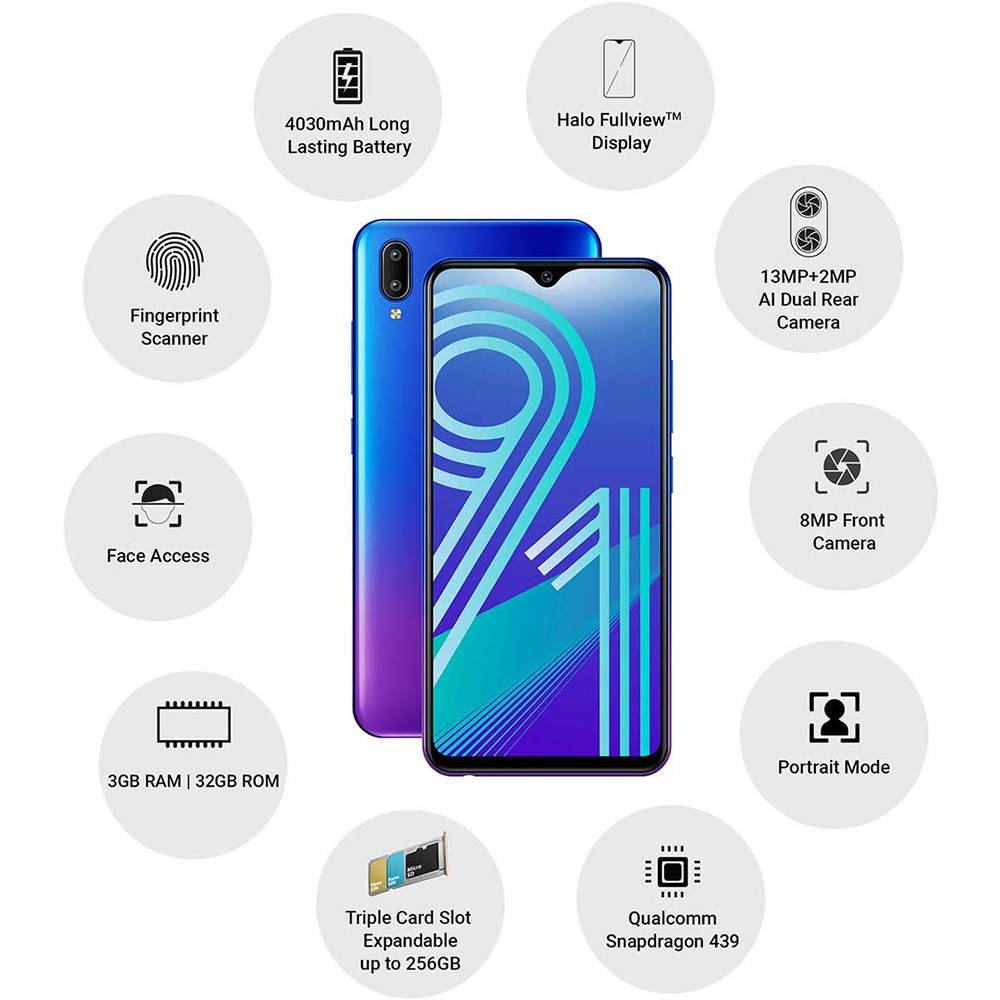 4030mAh Long
Lasting Battery
Halo Fullview™
Display
Fingerprint
Scanner
13MP+2MP
AI Dual Rear
Camera
91
Face Access
8MP Front
Camera
3GB RAM | 32GB ROM
Portrait Mode
Nano
SIM
Nano
SIM
Micro
SD
Triple Card Slot
Expandable
up to 256GB
Qualcomm
Snapdragon 439